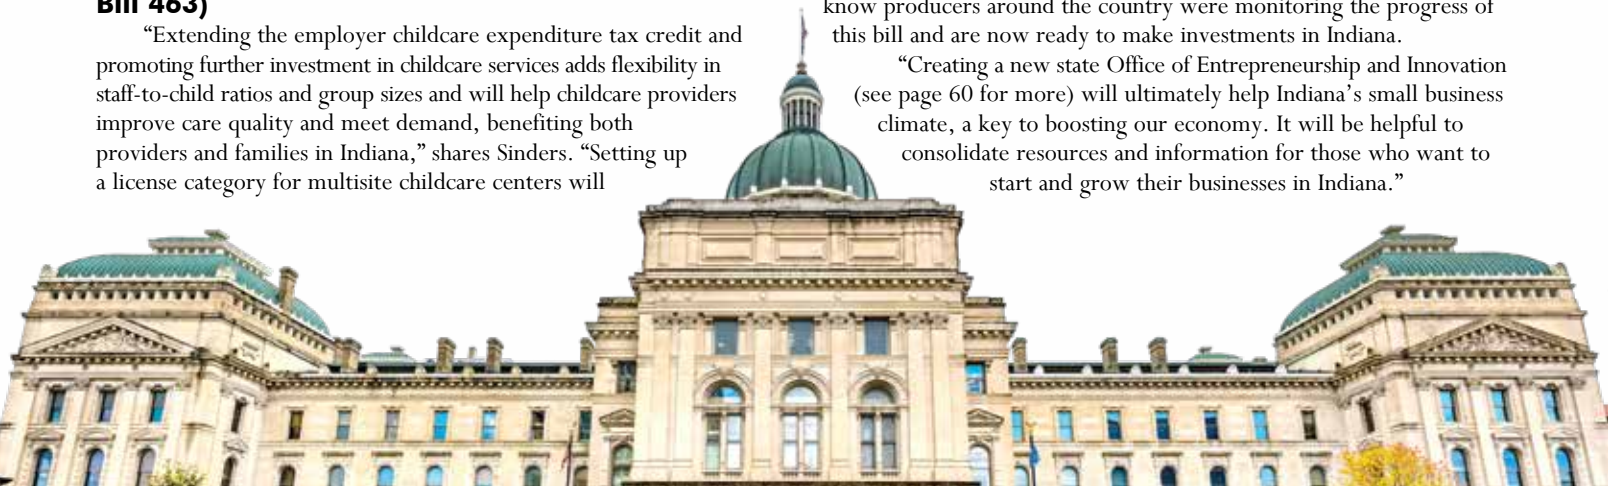 Bill 463)
“Extending the employer childcare expenditure tax credit and
promoting further investment in childcare services adds flexibility in
staff-to-child ratios and group sizes and will help childcare providers
improve care quality and meet demand, benefiting both
providers and families in Indiana,” shares Sinders. “Setting up
a license category for multisite childcare centers will
know producers around the country were monitoring the progress of
this bill and are now ready to make investments in Indiana.
“Creating a new state Office of Entrepreneurship and Innovation
(see page 60 for more) will ultimately help Indiana’s small business
climate, a key to boosting our economy. It will be helpful to
consolidate resources and information for those who want to
start and grow their businesses in Indiana.”